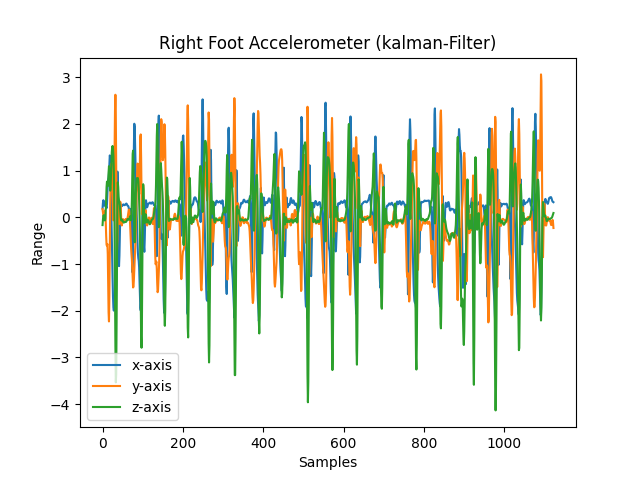 Right Foot Accelerometer (kalman-Filter)
3
2
1
0
−1
−2
−3
−4
Range
x-axis
y-axis
z-axis
0 200 400 600 800 1000
Samples